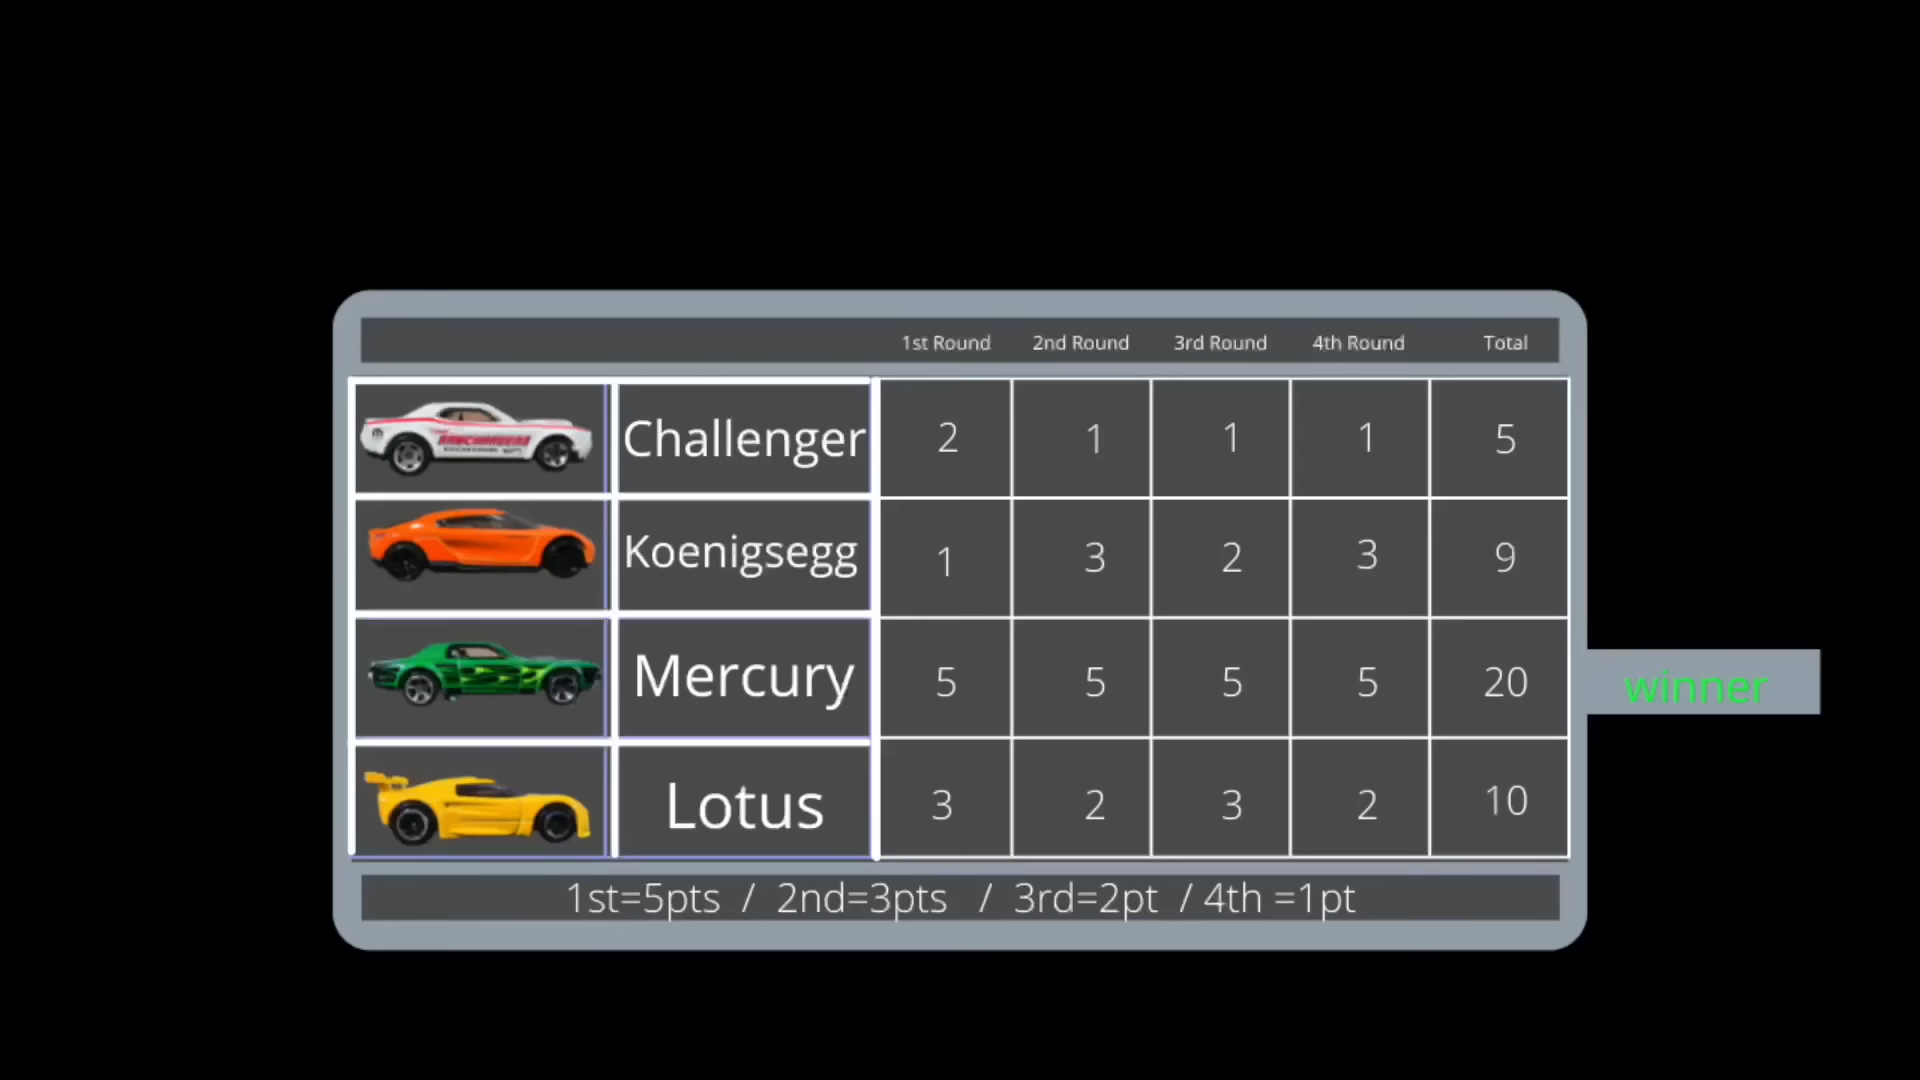 1st Round 2nd Round 3rd Round 4th Round Total
Challenger 2 1 1 1 5
Koenigsegg 1 3 2 3 9
Mercury 5 5 5 5 20 winner
Lotus 3 2 3 2 10
1st=5pts / 2nd=3pts / 3rd=2pt / 4th =1pt